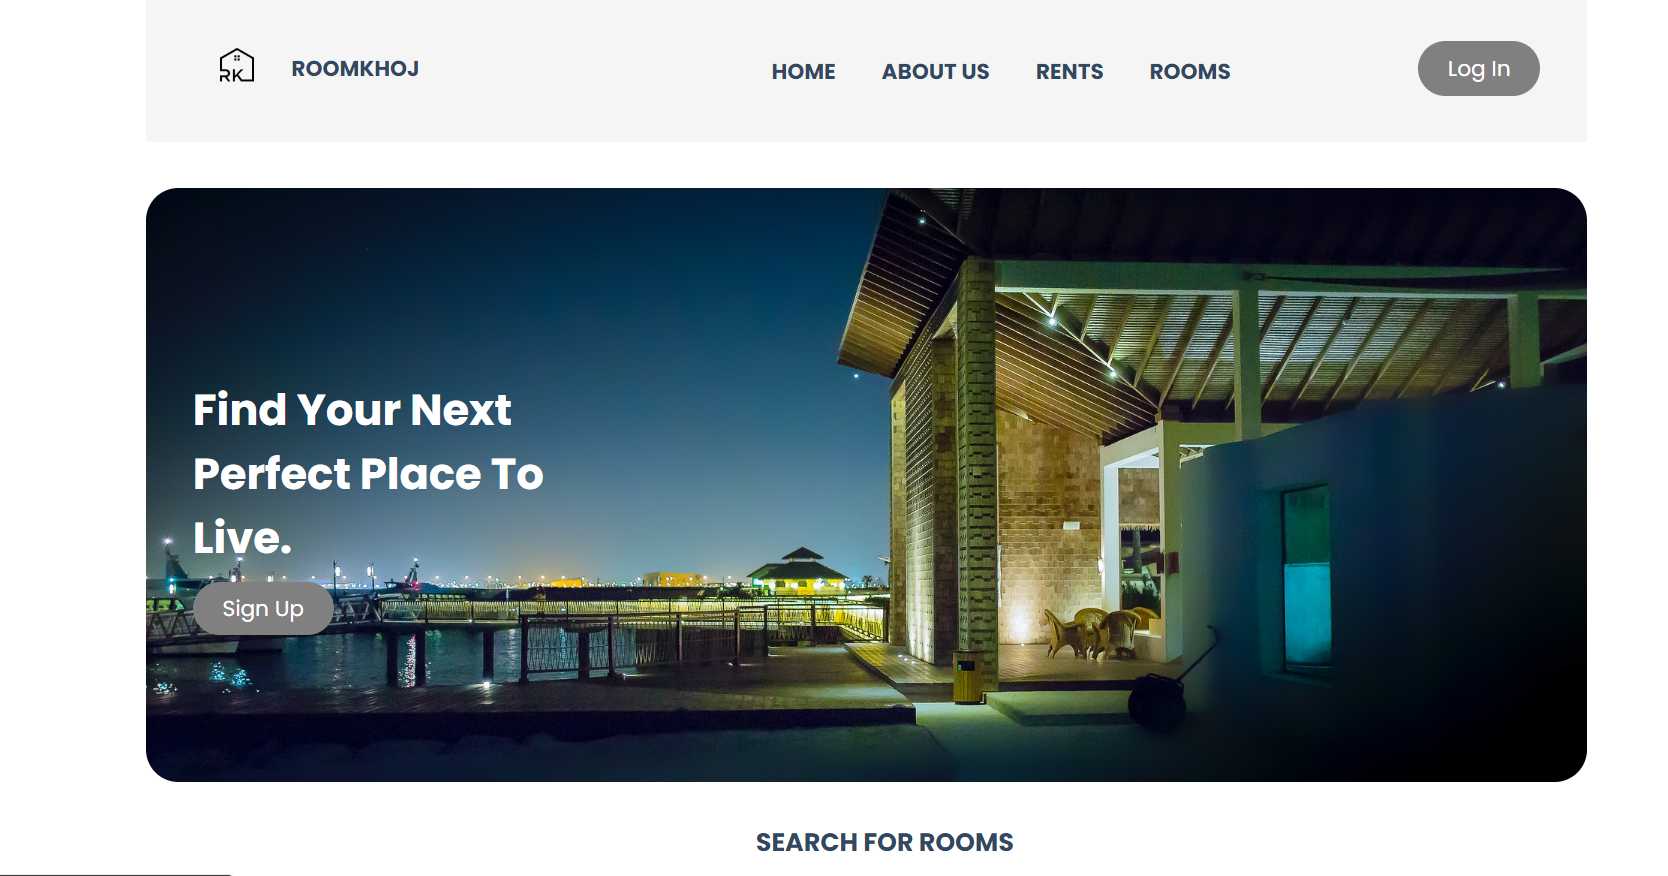 RK
ROOMKHOJ
HOME
ABOUT US
RENTS
ROOMS
Log In
Find Your Next
Perfect Place To
Live.
Sign Up
SEARCH FOR ROOMS